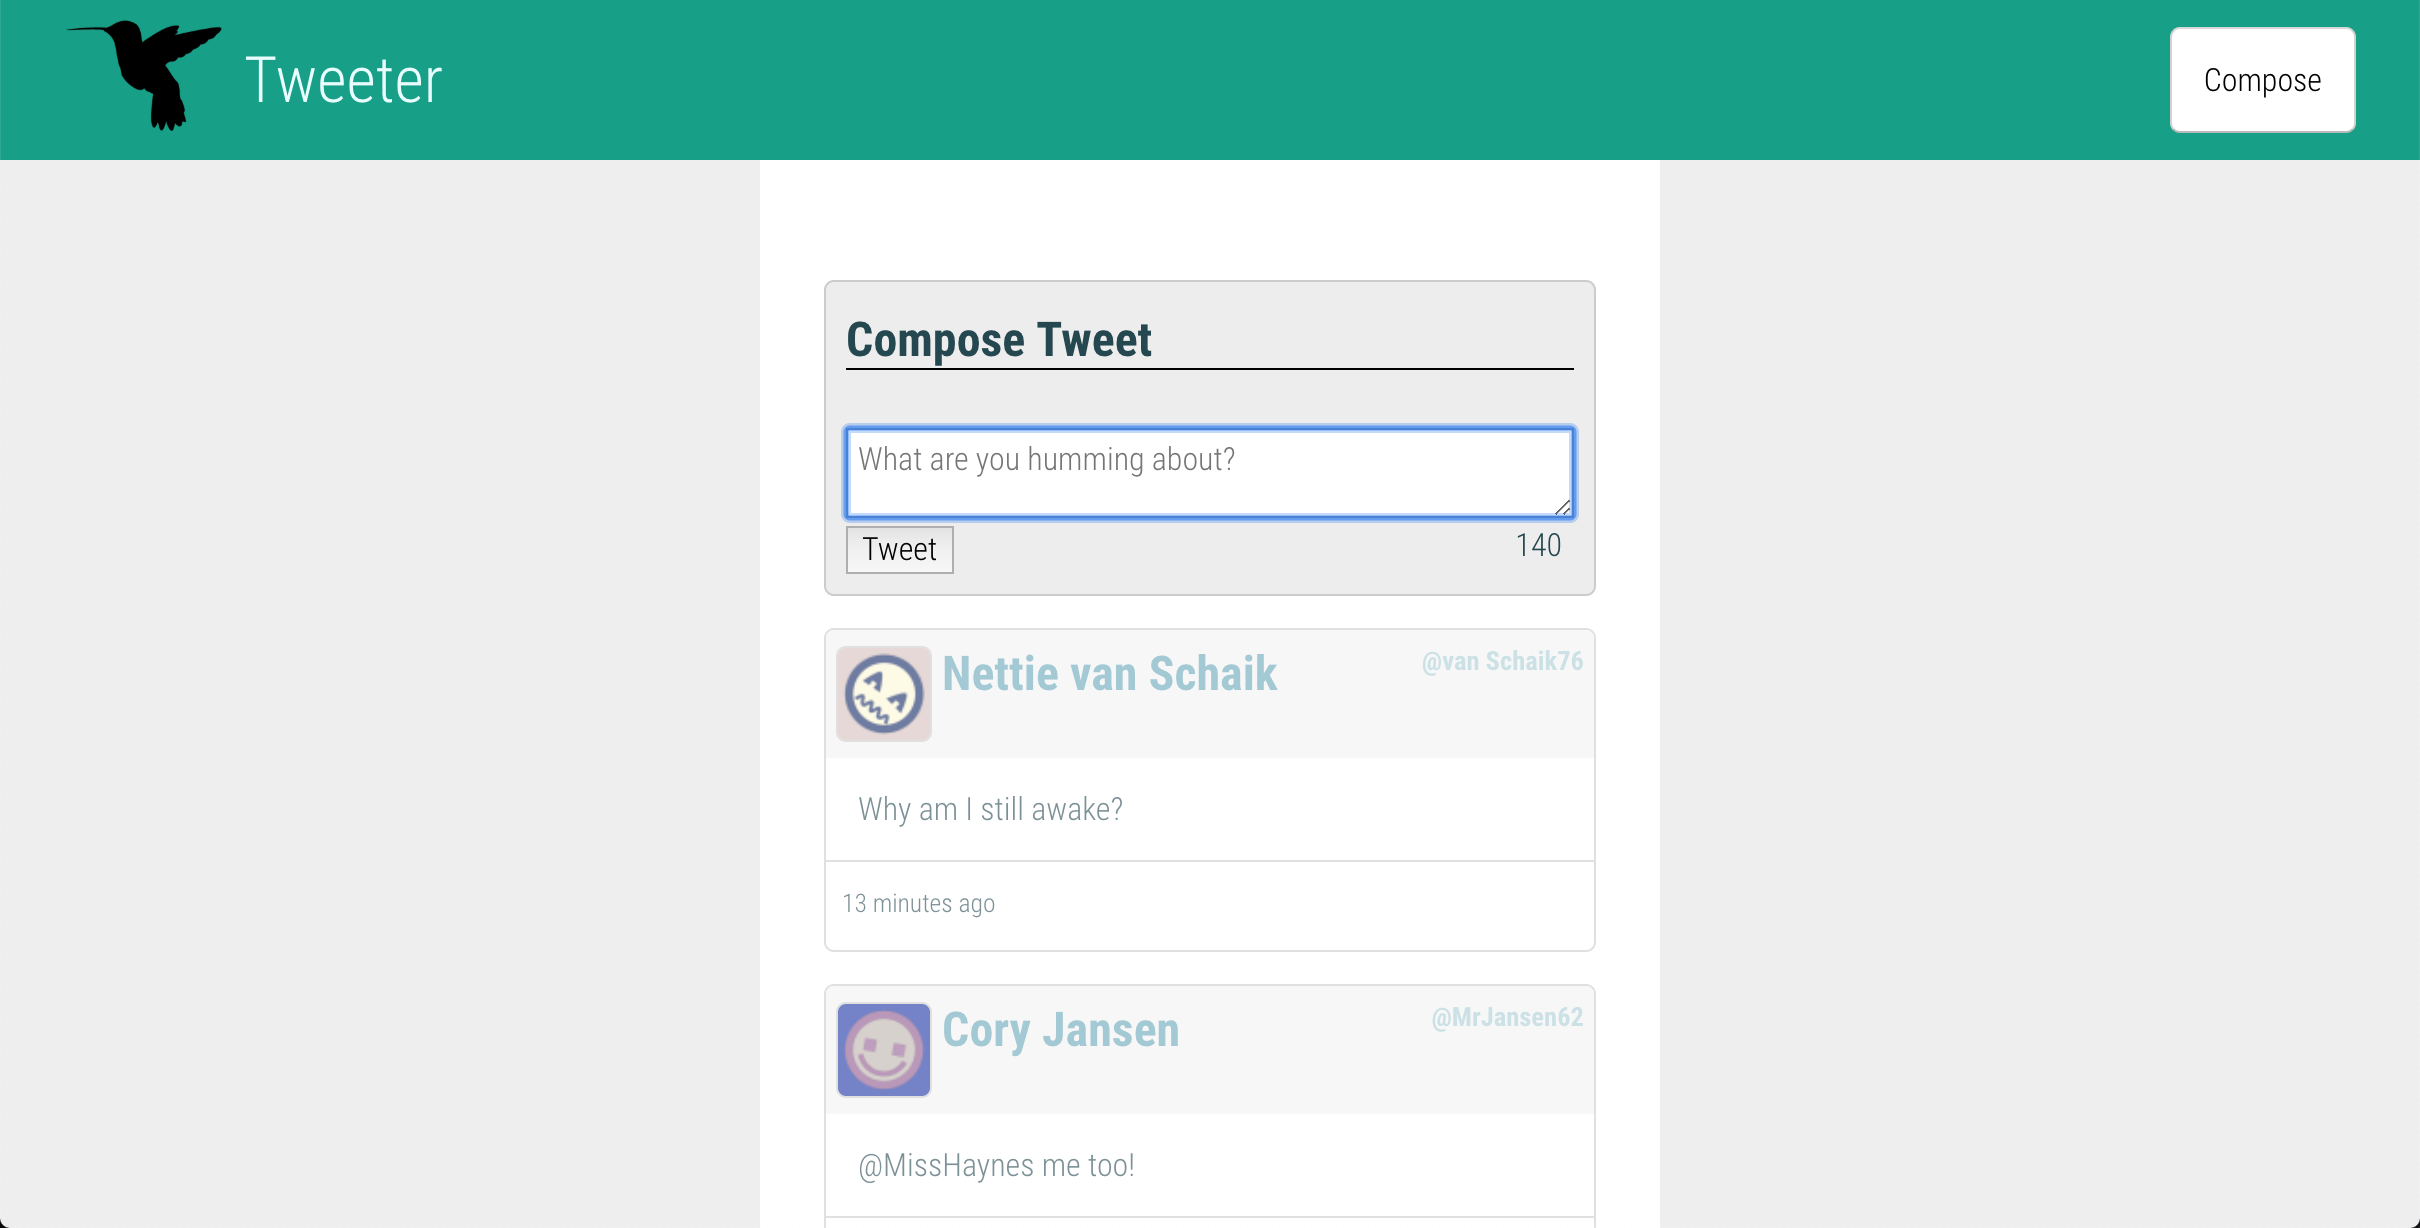 Tweeter
Compose
Compose Tweet
What are you humming about?
Tweet
140
Nettie van Schaik
@van Schaik76
Why am I still awake?
13 minutes ago
Cory Jansen
@MrJansen62
@MissHaynes me too!